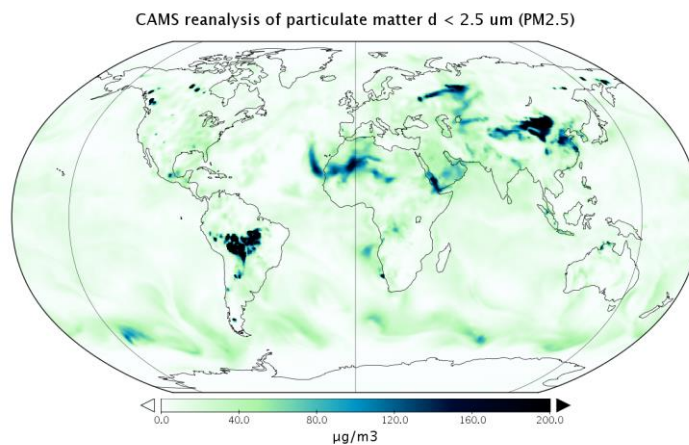 CAMS reanalysis of particulate matter d < 2.5 um (PM2.5)
0.0 40.0 80.0 120.0 160.0 200.0
µg/m3